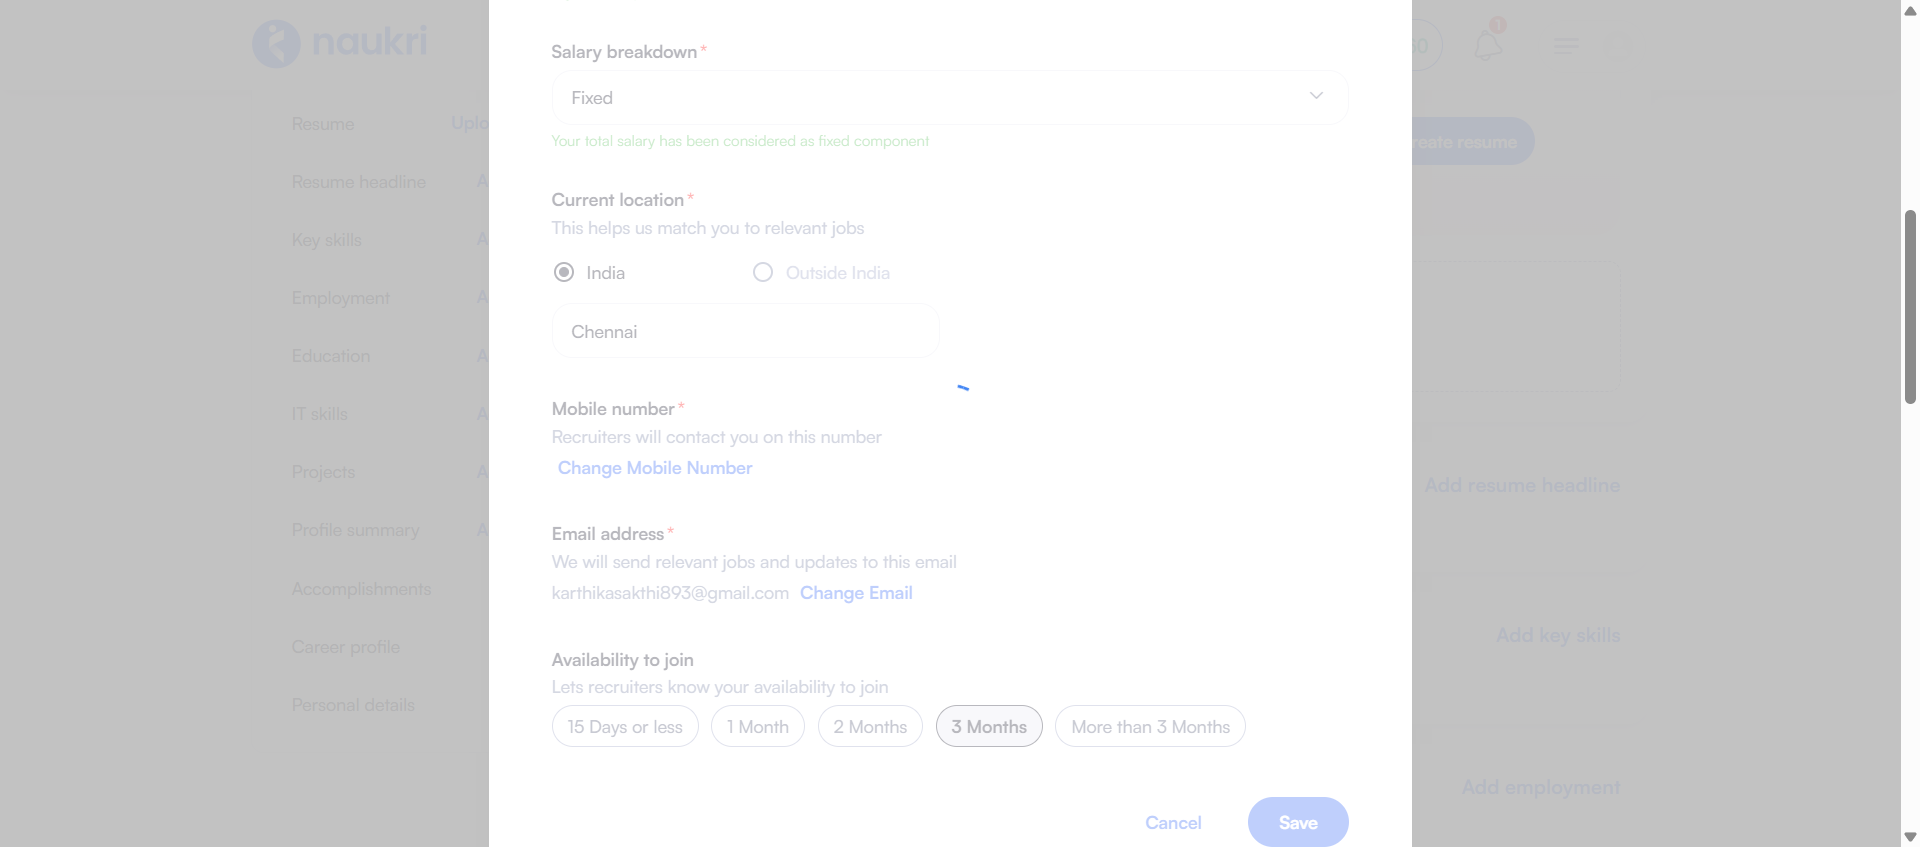 naukri
50
1
Resume
Uplo
Create resume
Resume headline
A
Key skills
A
Employment
A
Education
A
IT skills
A
Projects
A
Profile summary
A
Accomplishments
Career profile
Personal details
Salary breakdown*
Fixed
Your total salary has been considered as fixed component
Current location*
This helps us match you to relevant jobs
India
Outside India
Chennai
Mobile number*
Recruiters will contact you on this number
Change Mobile Number
Email address*
We will send relevant jobs and updates to this email
karthikasakthi893@gmail.com Change Email
Availability to join
Lets recruiters know your availability to join
15 Days or less
1 Month
2 Months
3 Months
More than 3 Months
Cancel
Save
Add resume headline
Add key skills
Add employment